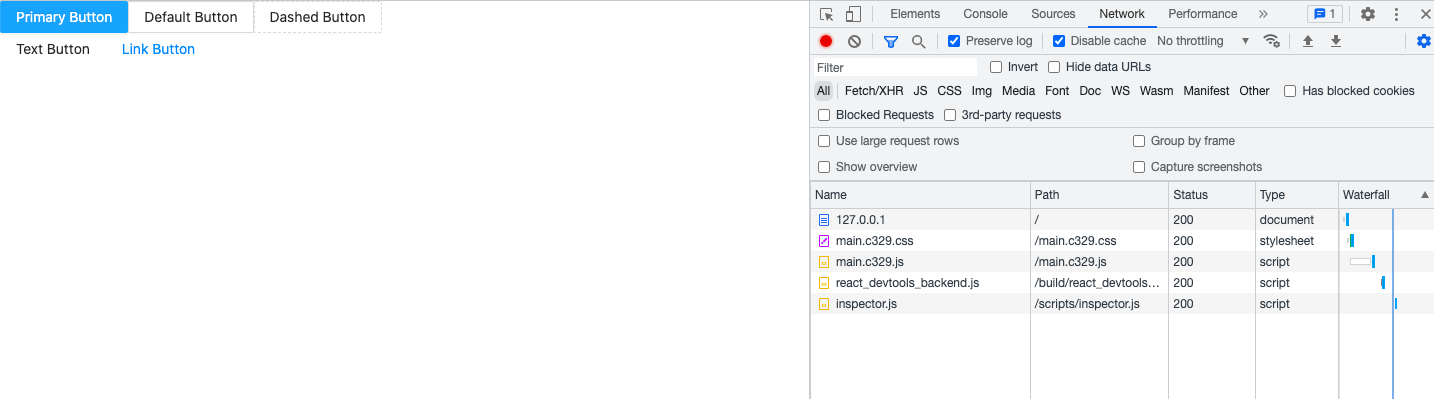 Primary Button Default Button Dashed Button
Text Button Link Button
Elements Console Sources Network Performance » 1
Preserve log Disable cache No throttling
Filter Invert Hide data URLs
All Fetch/XHR JS CSS Img Media Font Doc WS Wasm Manifest Other Has blocked cookies
Blocked Requests 3rd-party requests
Use large request rows Group by frame
Show overview Capture screenshots
Name Path Status Type Waterfall
127.0.0.1 / 200 document
main.c329.css /main.c329.css 200 stylesheet
main.c329.js /main.c329.js 200 script
react_devtools_backend.js /build/react_devtools... 200 script
inspector.js /scripts/inspector.js 200 script